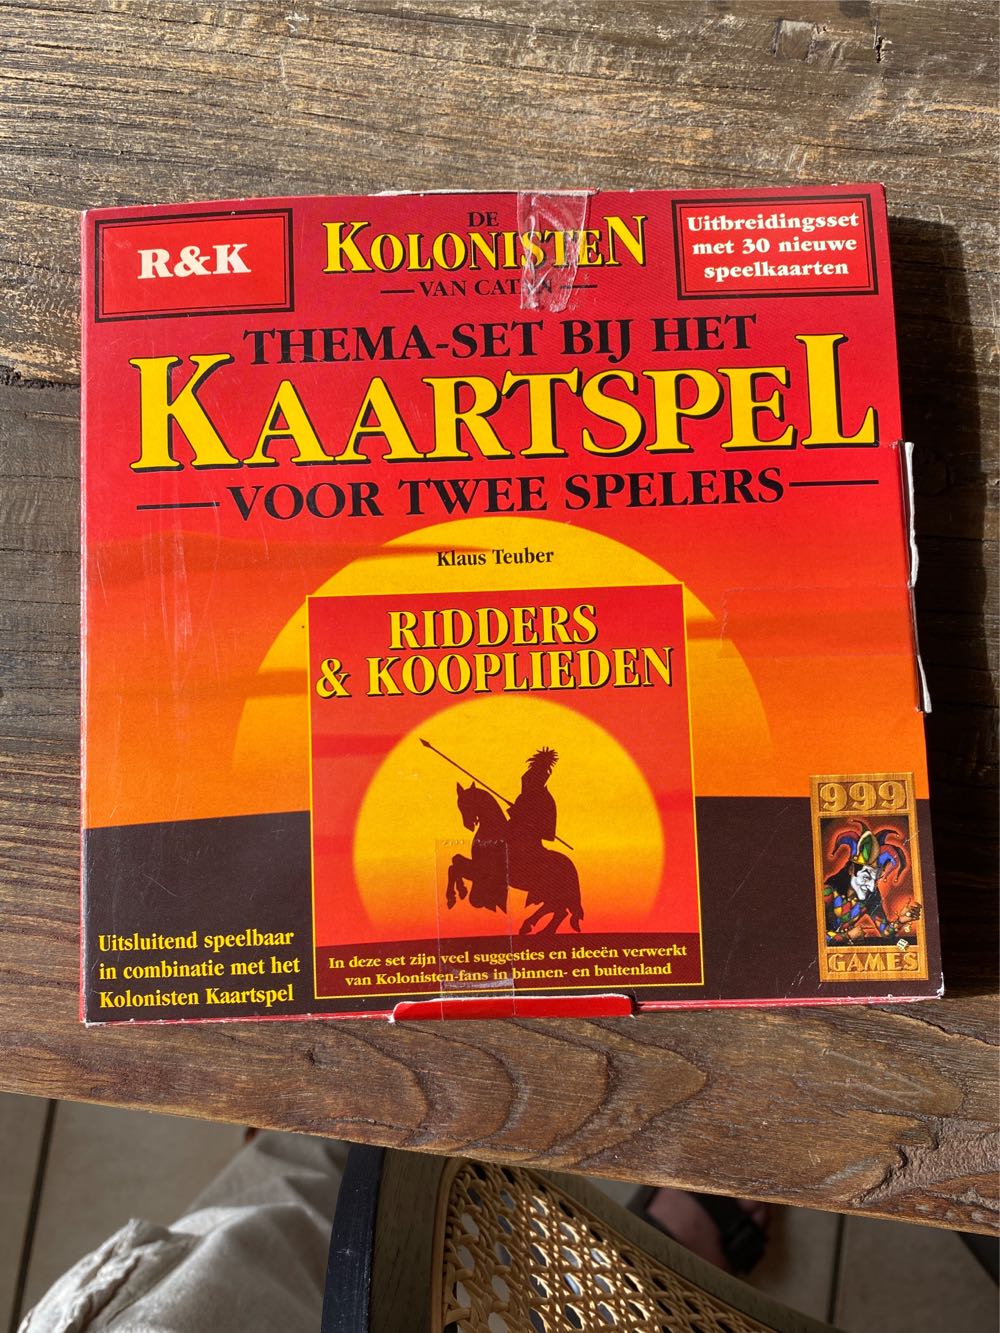 R&K
DE
KOLONISTEN
VAN CATAN
Uitbreidingsset
met 30 nieuwe
speelkaarten
THEMA-SET BIJ HET
KAARTSPEL
VOOR TWEE SPELERS
Klaus Teuber
RIDDERS
& KOOPLIEDEN
In deze set zijn veel suggesties en ideeën verwerkt
van Kolonisten-fans in binnen- en buitenland
Uitsluitend speelbaar
in combinatie met het
Kolonisten Kaartspel
999
GAMES